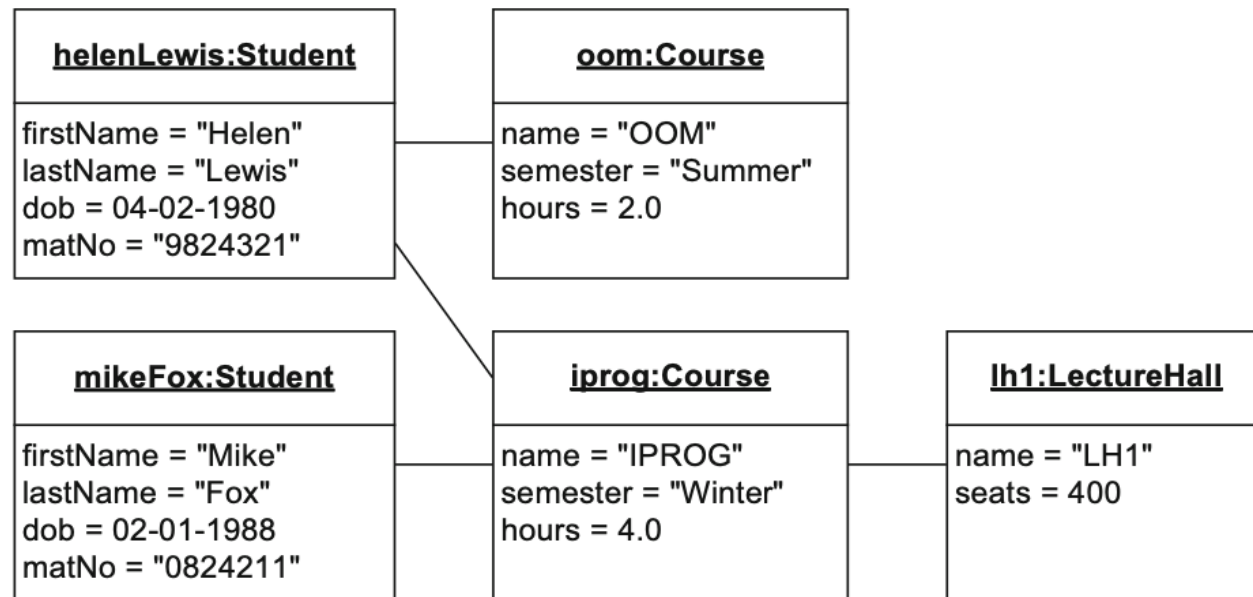 helenLewis:Student
firstName = "Helen"
lastName = "Lewis"
dob = 04-02-1980
matNo = "9824321"
oom:Course
name = "OOM"
semester = "Summer"
hours = 2.0
mikeFox:Student
firstName = "Mike"
lastName = "Fox"
dob = 02-01-1988
matNo = "0824211"
iprog:Course
name = "IPROG"
semester = "Winter"
hours = 4.0
lh1:LectureHall
name = "LH1"
seats = 400